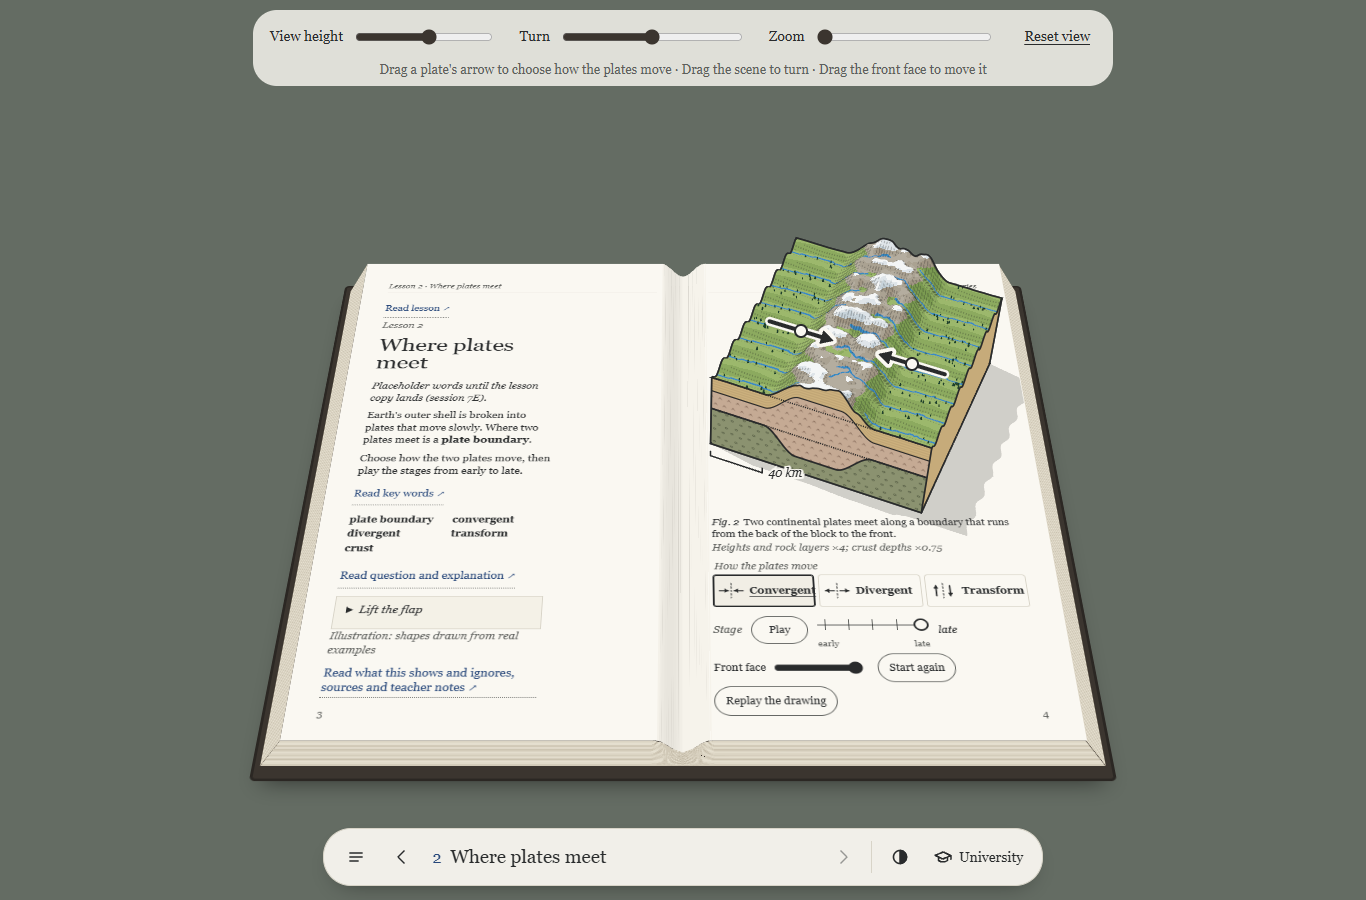 View height
Turn
Zoom
Reset view
Drag a plate's arrow to choose how the plates move · Drag the scene to turn · Drag the front face to move it
Lesson 2 · Where plates meet
Read lesson ↗
Lesson 2
Where plates
meet
Placeholder words until the lesson
copy lands (session 7E).
Earth's outer shell is broken into
plates that move slowly. Where two
plates meet is a plate boundary.
Choose how the two plates move, then
play the stages from early to late.
Read key words ↗
plate boundary convergent
divergent transform
crust
Read question and explanation ↗
► Lift the flap
Illustration: shapes drawn from real
examples
Read what this shows and ignores,
sources and teacher notes ↗
3
40 km
Fig. 2 Two continental plates meet along a boundary that runs
from the back of the block to the front.
Heights and rock layers ×4; crust depths ×0.75
How the plates move
Convergent
Divergent
Transform
Stage
Play
early
late
late
Front face
Start again
Replay the drawing
4
2 Where plates meet
University